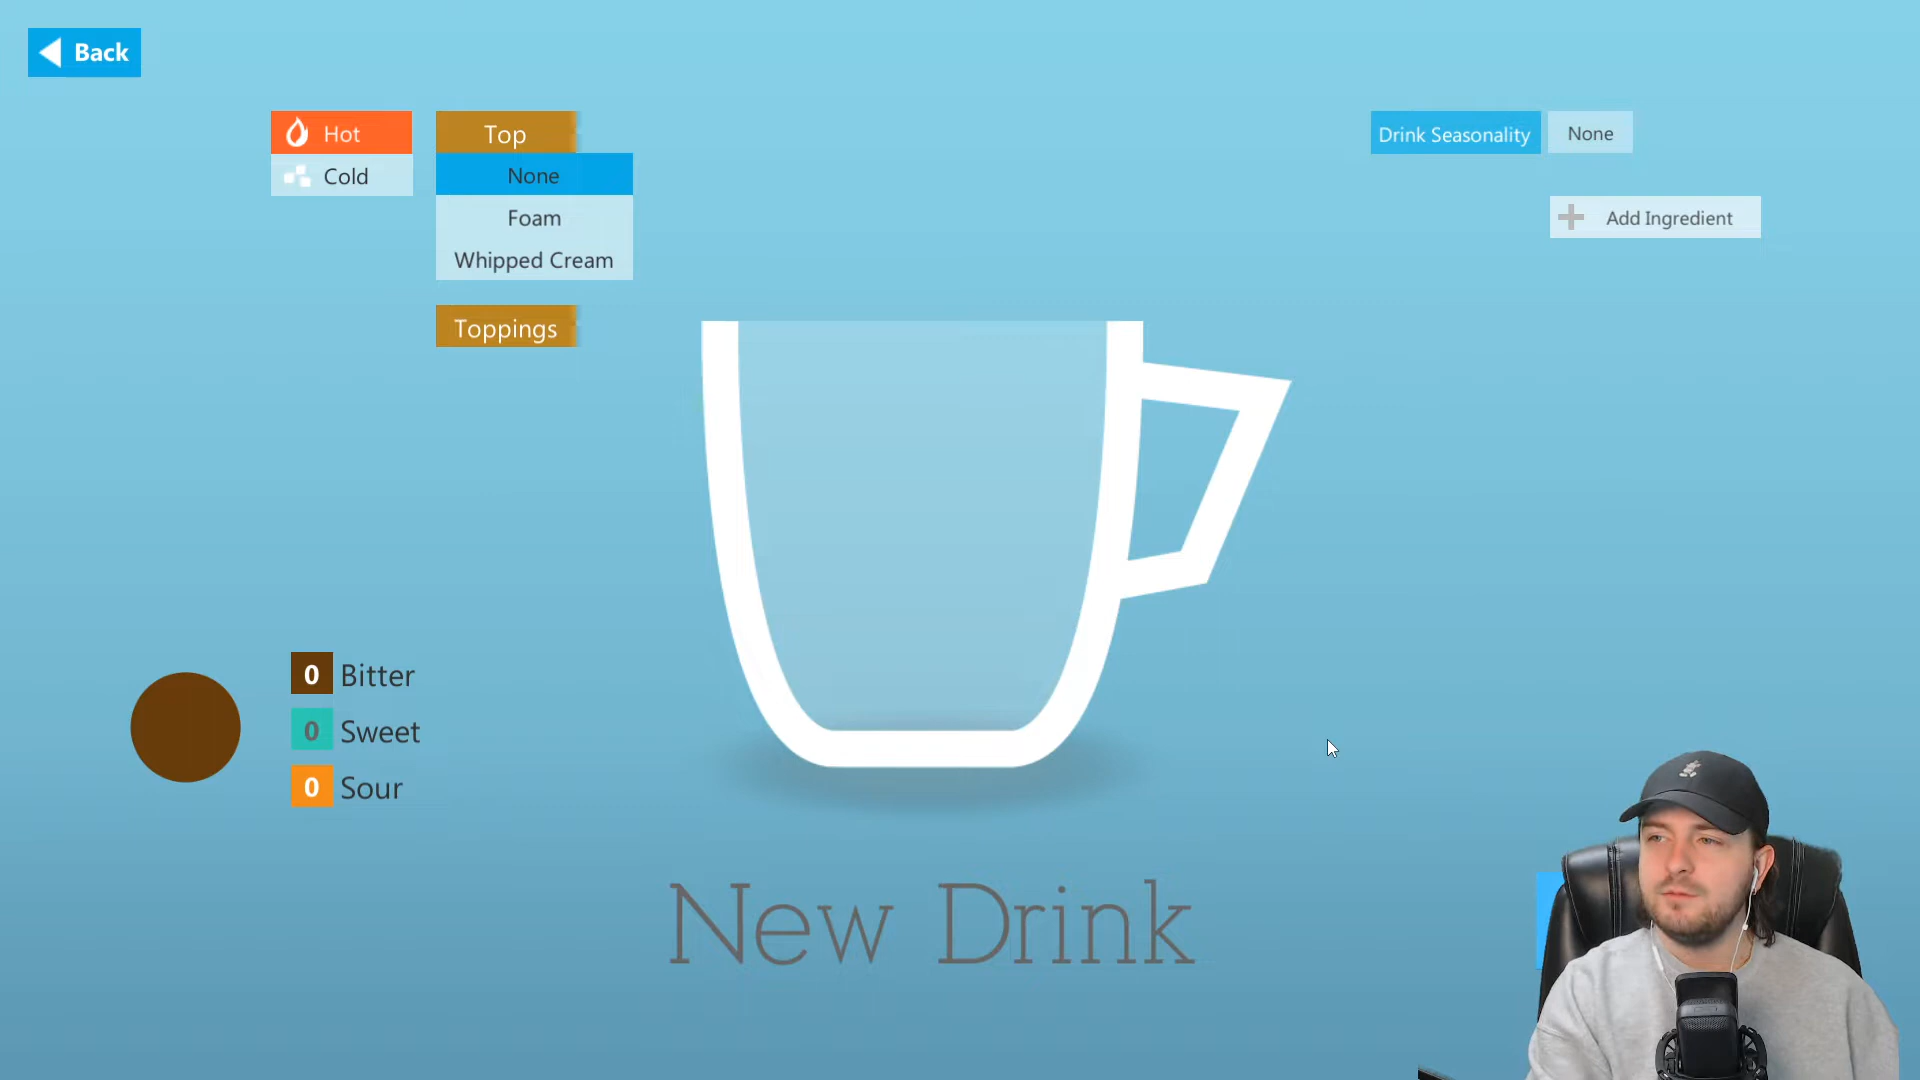 Back
Hot
Cold
Top
None
Foam
Whipped Cream
Toppings
Drink Seasonality
None
Add Ingredient
0 Bitter
0 Sweet
0 Sour
New Drink